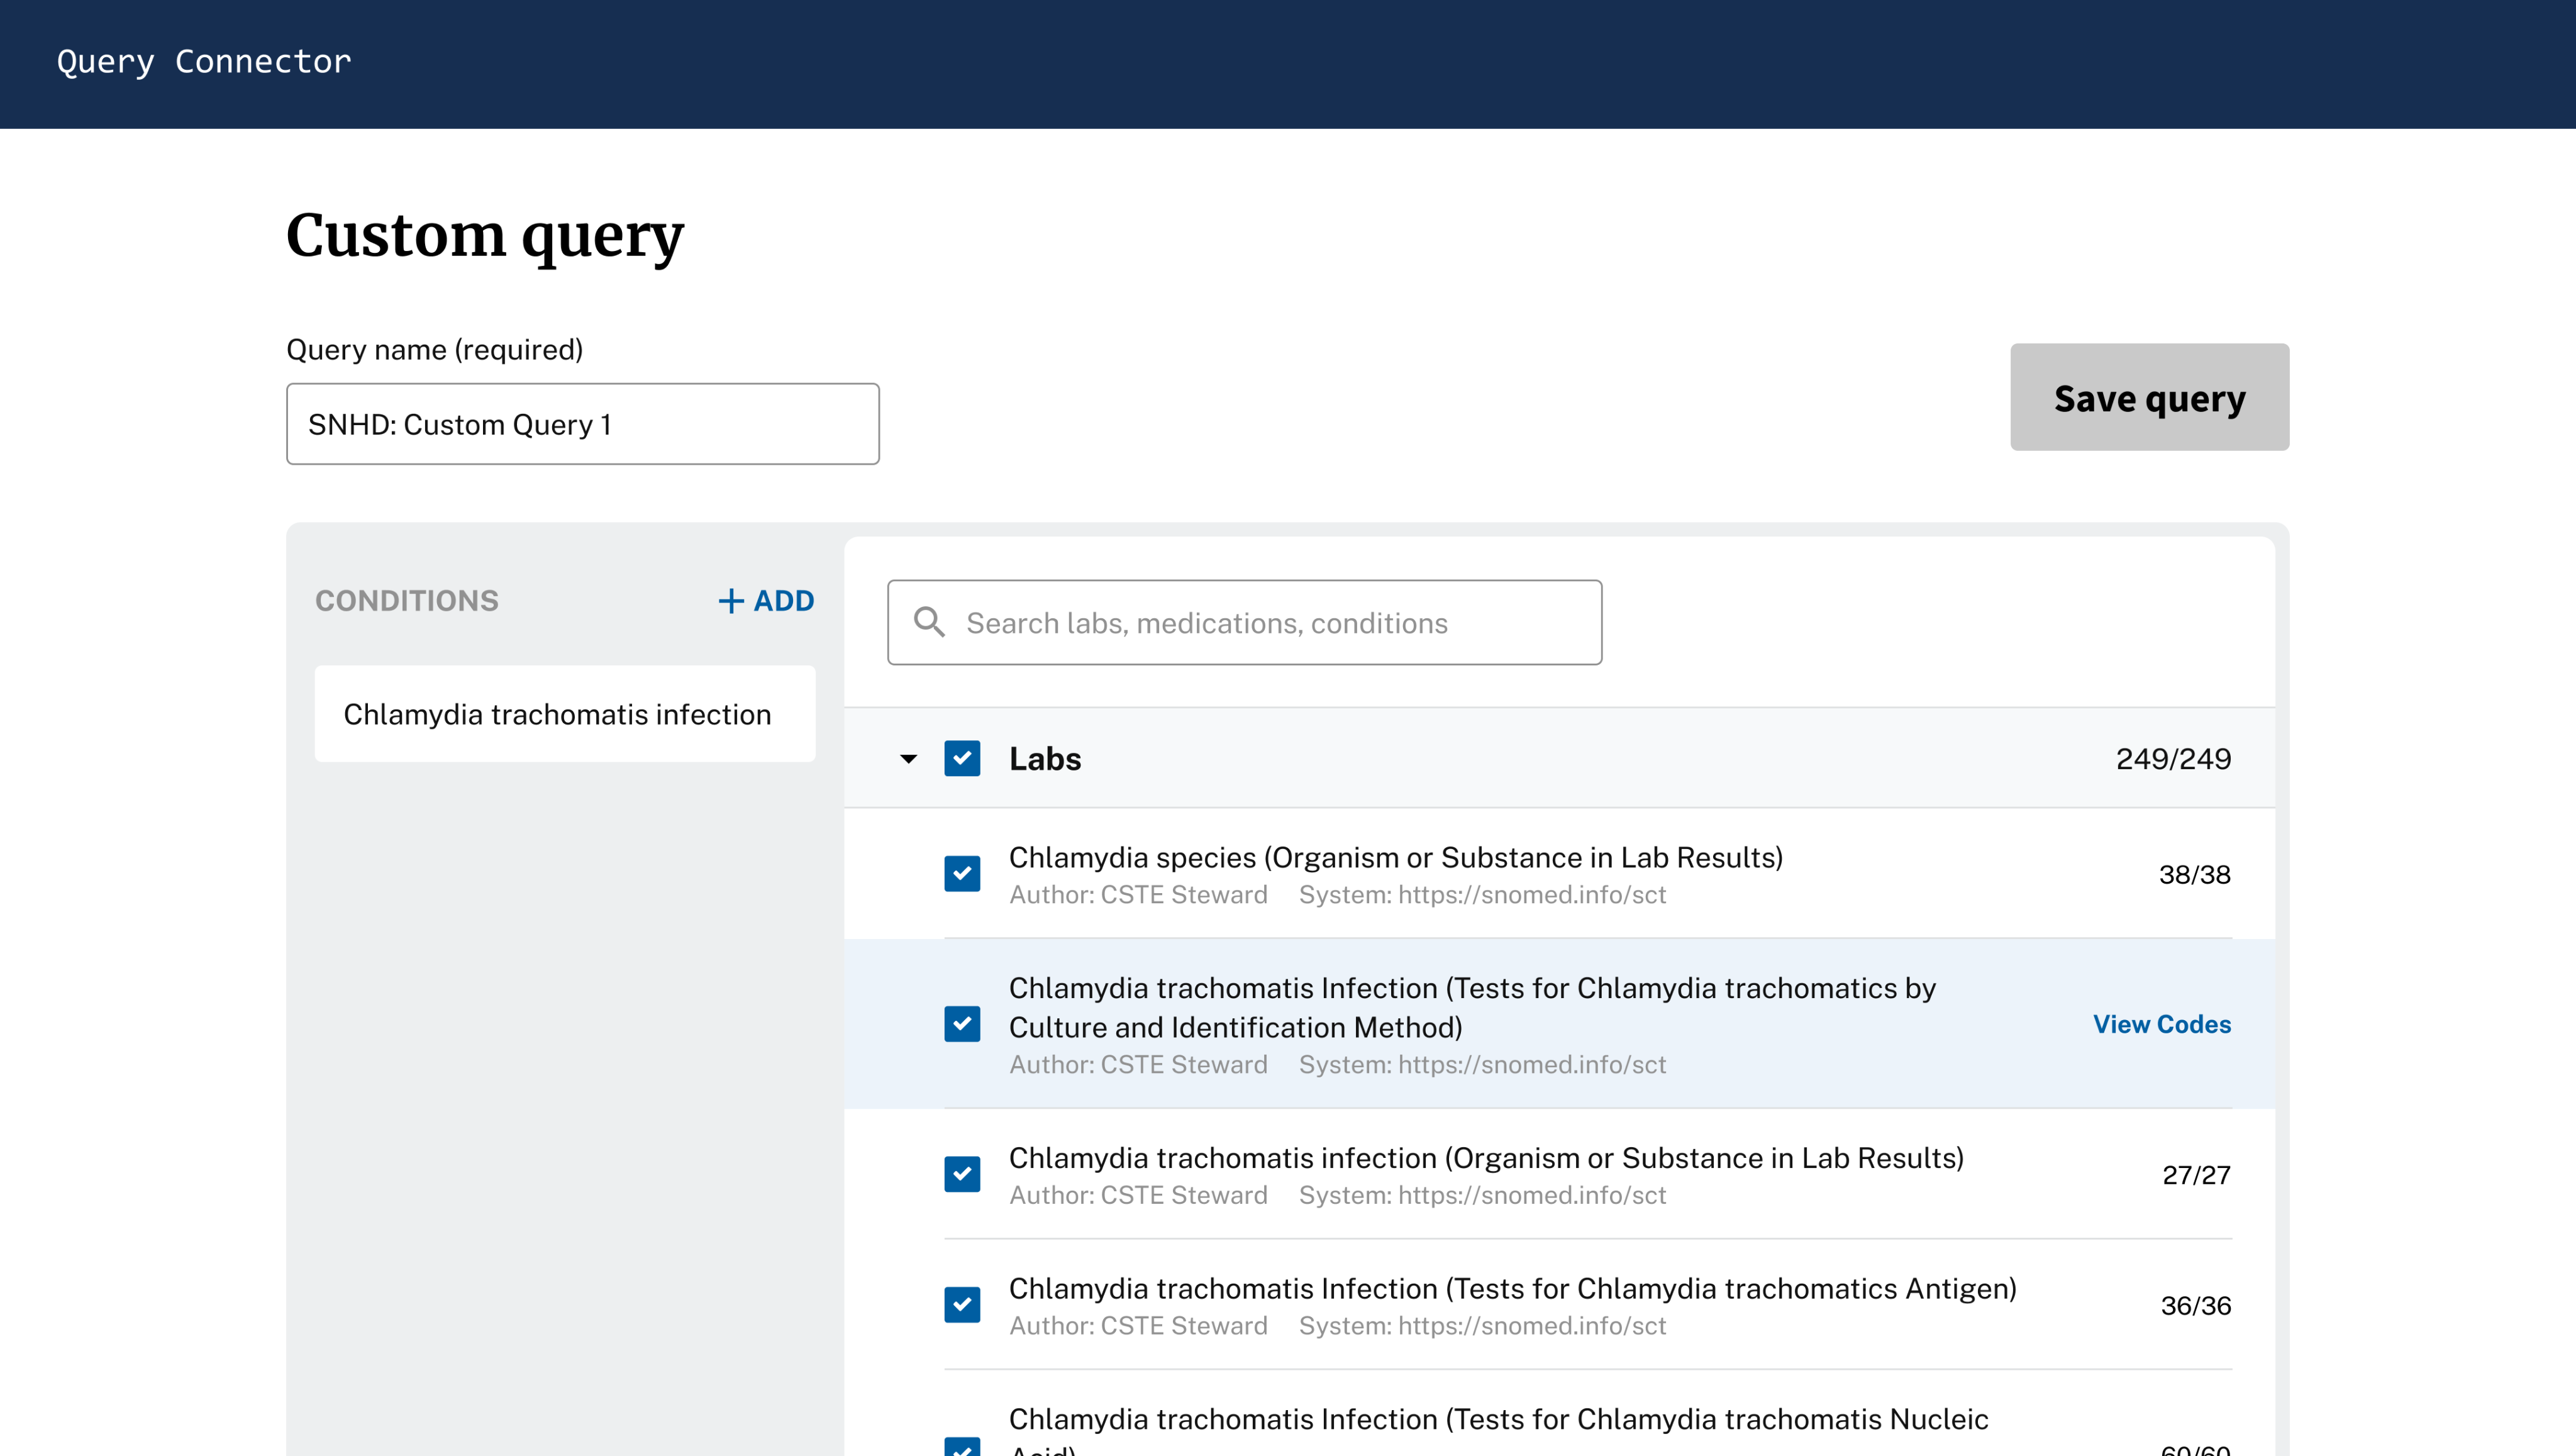 Query Connector
Custom query
Query name (required)
SNHD: Custom Query 1
Save query
CONDITIONS
+ ADD
Chlamydia trachomatis infection
Search labs, medications, conditions
Labs
249/249
Chlamydia species (Organism or Substance in Lab Results)
Author: CSTE Steward System: https://snomed.info/sct
38/38
Chlamydia trachomatis Infection (Tests for Chlamydia trachomatics by
Culture and Identification Method)
Author: CSTE Steward System: https://snomed.info/sct
View Codes
Chlamydia trachomatis infection (Organism or Substance in Lab Results)
Author: CSTE Steward System: https://snomed.info/sct
27/27
Chlamydia trachomatis Infection (Tests for Chlamydia trachomatics Antigen)
Author: CSTE Steward System: https://snomed.info/sct
36/36
Chlamydia trachomatis Infection (Tests for Chlamydia trachomatis Nucleic
Acid)
60/60